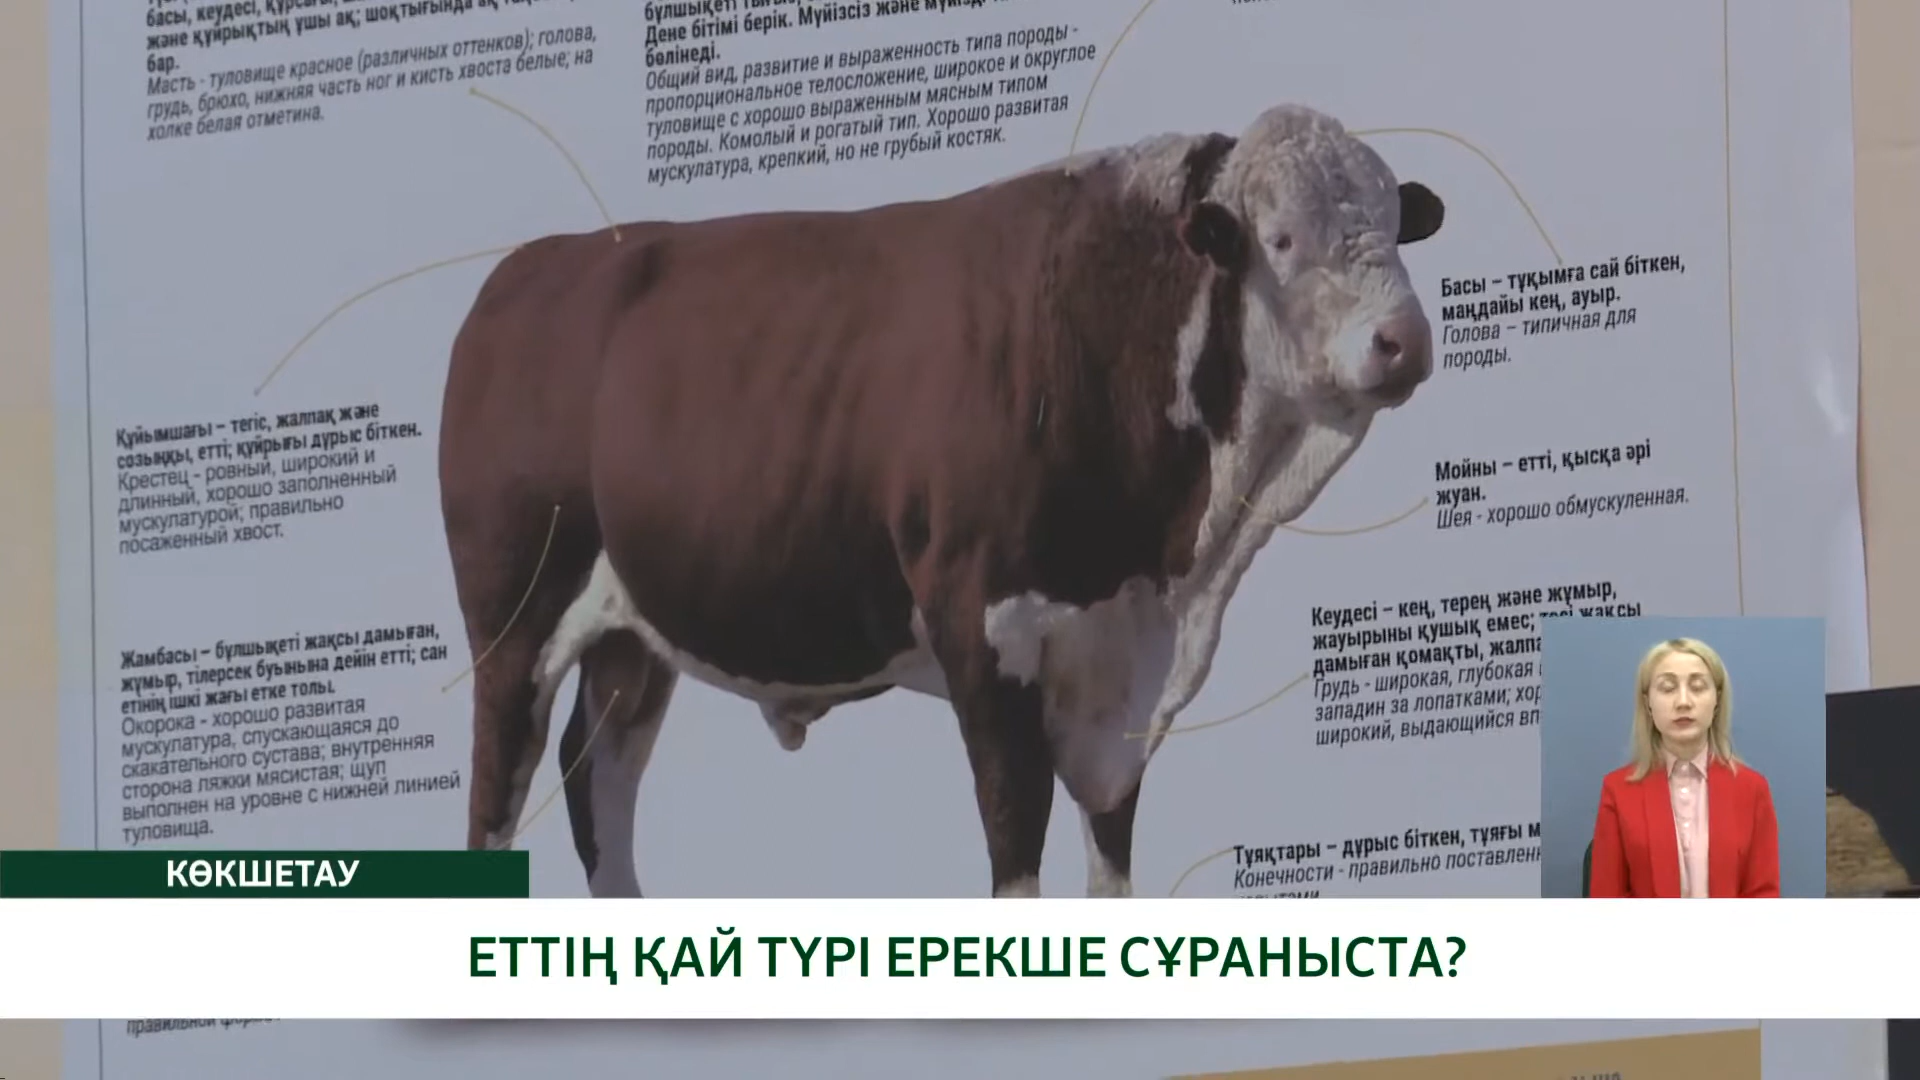 басы, кеудесі, құрсағы,
және құйрықтың ұшы ақ; шоқтығында ақ
бар.
Масть - туловище красное (различных оттенков); голова,
грудь, брюхо, нижняя часть ног и кисть хвоста белые; на
холке белая отметина.
Дене бітімі берік. Мүйізсіз және
бөлінеді.
Общий вид, развитие и выраженность типа породы -
пропорциональное телосложение, широкое и округлое
туловище с хорошо выраженным мясным типом
породы. Комолый и рогатый тип. Хорошо развитая
мускулатура, крепкий, но не грубый костяк.
Басы – тұқымға сай біткен,
маңдайы кең, ауыр.
Голова – типичная для
породы.
Құйымшағы – тегіс, жалпақ және
созыңқы, етті; құйрығы дұрыс біткен.
Крестец - ровный, широкий и
длинный, хорошо заполненный
мускулатурой; правильно
посаженный хвост.
Мойны – етті, қысқа әрі
жуан.
Шея - хорошо обмускуленная.
Кеудесі – кең, терең және жұмыр,
жауырыны қушық емес; төсі жақсы
дамыған қомақты,
Грудь - широкая, глубокая
западин за лопатками;
широкий, выдающийся
Жамбасы – бұлшықеті жақсы дамыған,
жұмыр, тілерсек буынына дейін етті; сан
етінің ішкі жағы етке толы.
Окорока - хорошо развитая
мускулатура, спускающаяся до
скакательного сустава; внутренняя
сторона ляжки мясистая; щуп
выполнен на уровне с нижней линией
туловища.
Тұяқтары – дұрыс біткен, тұяғы
Конечности - правильно
КӨКШЕТАУ
ЕТТІҢ ҚАЙ ТҮРІ ЕРЕКШЕ СҰРАНЫСТА?
правильной